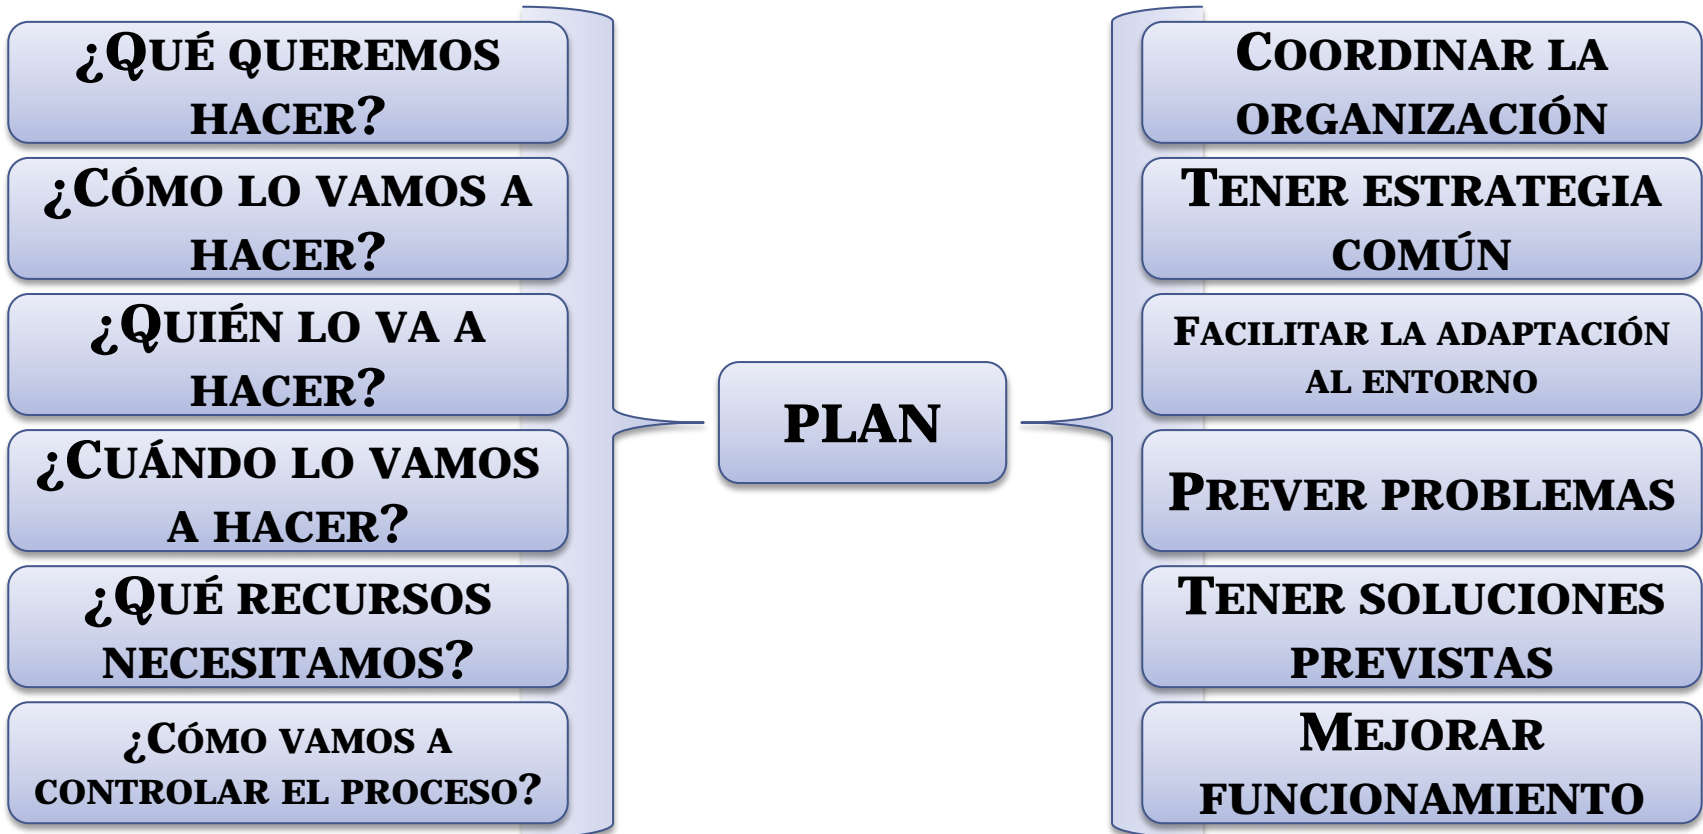 ¿QUÉ QUEREMOS
HACER?
¿CÓMO LO VAMOS A
HACER?
¿QUIÉN LO VA A
HACER?
¿CUÁNDO LO VAMOS
A HACER?
¿QUÉ RECURSOS
NECESITAMOS?
¿CÓMO VAMOS A
CONTROLAR EL PROCESO?
PLAN
COORDINAR LA
ORGANIZACIÓN
TENER ESTRATEGIA
COMÚN
FACILITAR LA ADAPTACIÓN
AL ENTORNO
PREVER PROBLEMAS
TENER SOLUCIONES
PREVISTAS
MEJORAR
FUNCIONAMIENTO